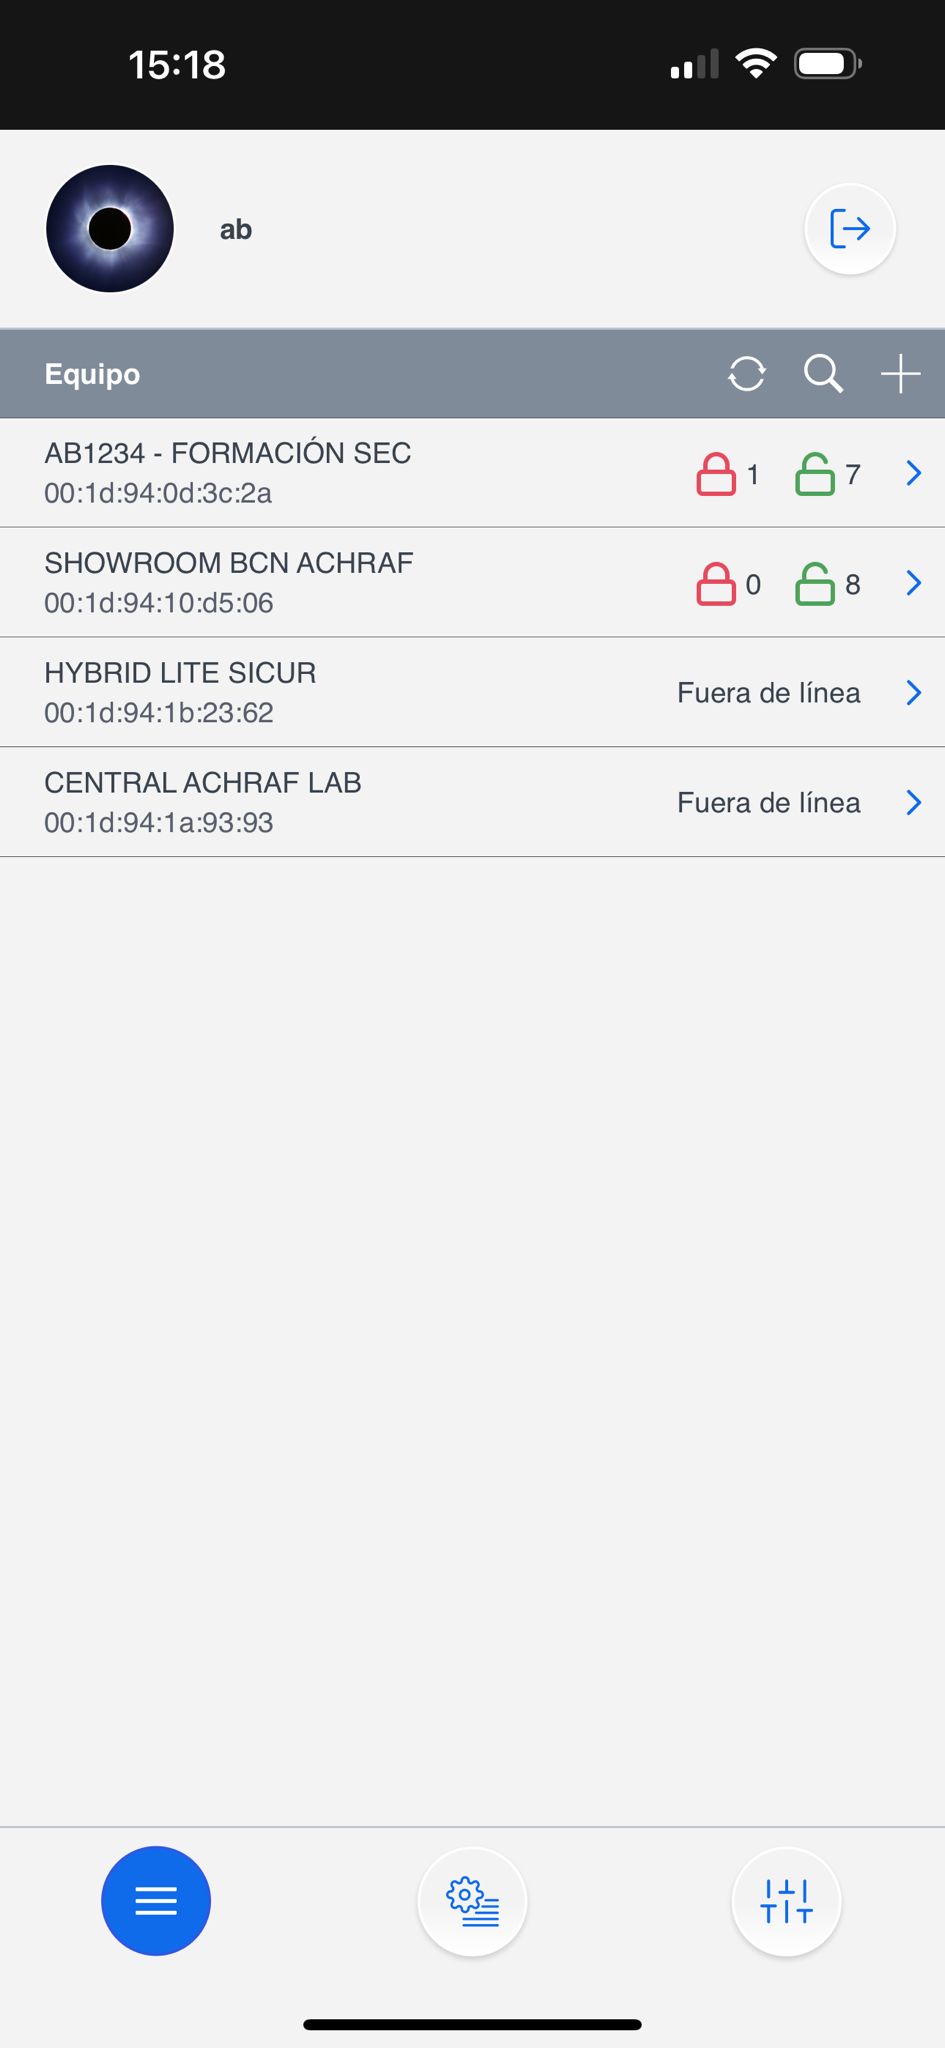 15:18
ab
Equipo
AB1234 - FORMACIÓN SEC
00:1d:94:0d:3c:2a
1
7
SHOWROOM BCN ACHRAF
00:1d:94:10:d5:06
0
8
HYBRID LITE SICUR
00:1d:94:1b:23:62
Fuera de línea
CENTRAL ACHRAF LAB
00:1d:94:1a:93:93
Fuera de línea